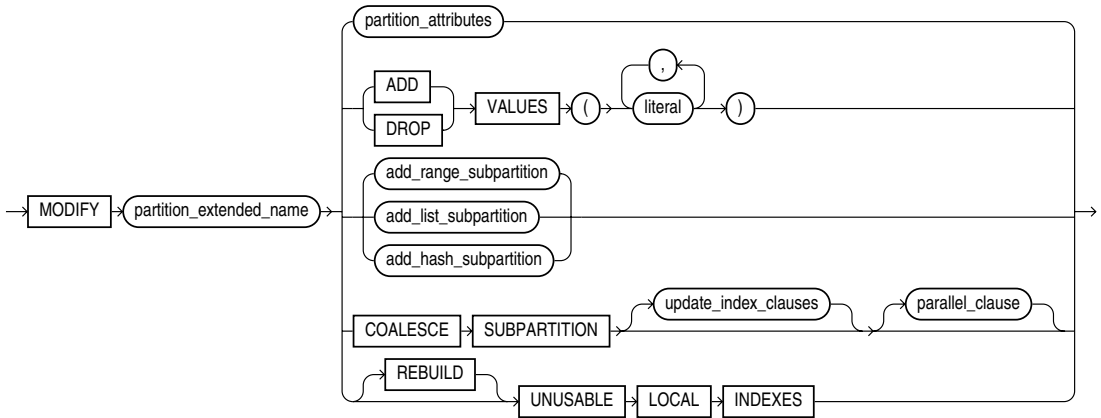 partition_attributes
ADD
DROP
VALUES ( literal , )
add_range_subpartition
MODIFY partition_extended_name add_list_subpartition
add_hash_subpartition
COALESCE SUBPARTITION update_index_clauses parallel_clause
REBUILD
UNUSABLE LOCAL INDEXES